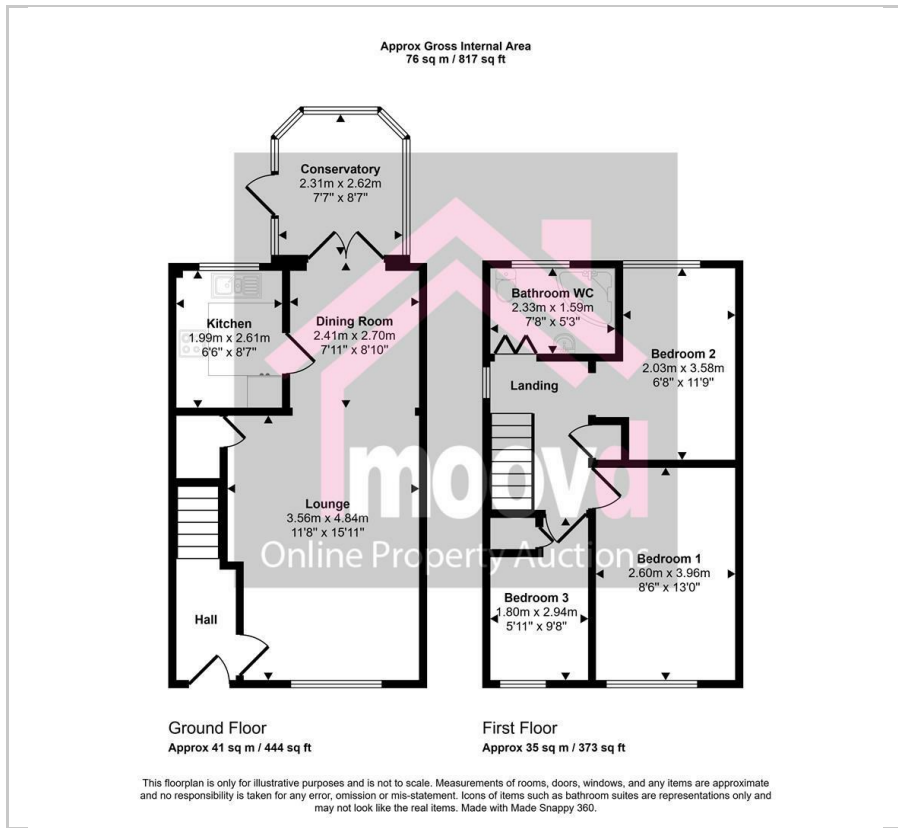 Approx Gross Internal Area
76 sq m / 817 sq ft
Conservatory
2.31m x 2.62m
7'7" x 8'7"
Kitchen
1.99m x 2.61m
6'6" x 8'7"
Dining Room
2.41m x 2.70m
7'11" x 8'10"
Bathroom WC
2.33m x 1.59m
7'8" x 5'3"
Bedroom 2
2.03m x 3.58m
6'8" x 11'9"
Landing
moovd
Online Property Auctions
Lounge
3.56m x 4.84m
11'8" x 15'11"
Bedroom 1
2.60m x 3.96m
8'6" x 13'0"
Bedroom 3
1.80m x 2.94m
5'11" x 9'8"
Hall
Ground Floor
Approx 41 sq m / 444 sq ft
First Floor
Approx 35 sq m / 373 sq ft
This floorplan is only for illustrative purposes and is not to scale. Measurements of rooms, doors, windows, and any items are approximate
and no responsibility is taken for any error, omission or mis-statement. Icons of items such as bathroom suites are representations only and
may not look like the real items. Made with Made Snappy 360.